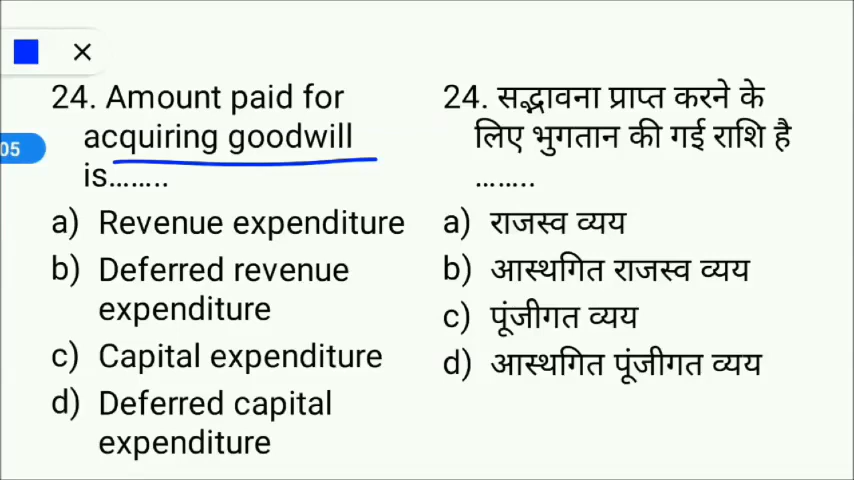 05
24. Amount paid for
acquiring goodwill
is........
a) Revenue expenditure
b) Deferred revenue
expenditure
c) Capital expenditure
d) Deferred capital
expenditure
24. सद्भावना प्राप्त करने के
लिए भुगतान की गई राशि है
........
a) राजस्व व्यय
b) आस्थगित राजस्व व्यय
c) पूंजीगत व्यय
d) आस्थगित पूंजीगत व्यय